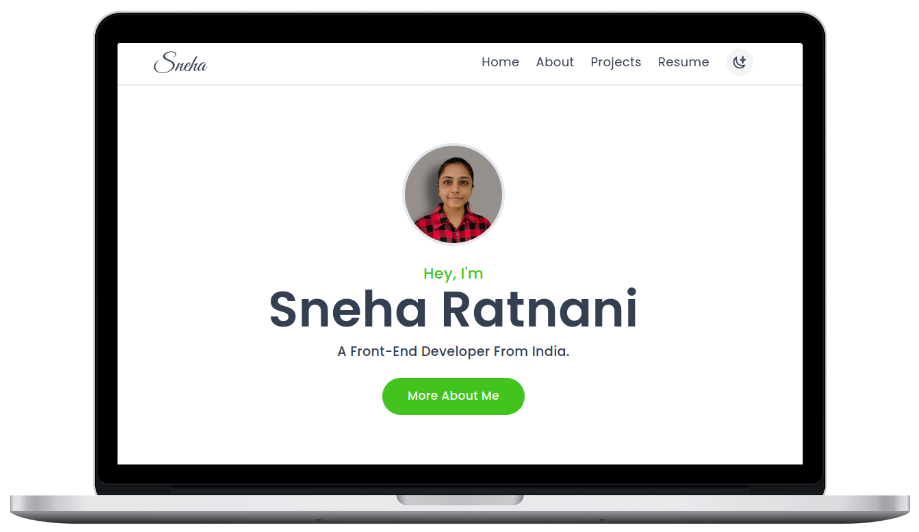 Sneha
Home About Projects Resume
Hey, I'm
Sneha Ratnani
A Front-End Developer From India.
More About Me